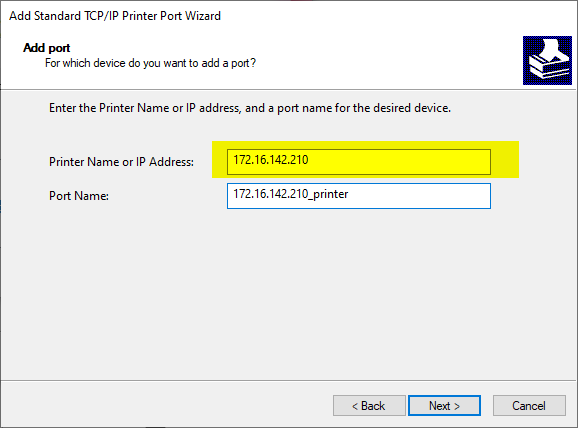 Add Standard TCP/IP Printer Port Wizard
Add port
For which device do you want to add a port?
Enter the Printer Name or IP address, and a port name for the desired device.
Printer Name or IP Address: 172.16.142.210
Port Name: 172.16.142.210_printer
< Back Next > Cancel